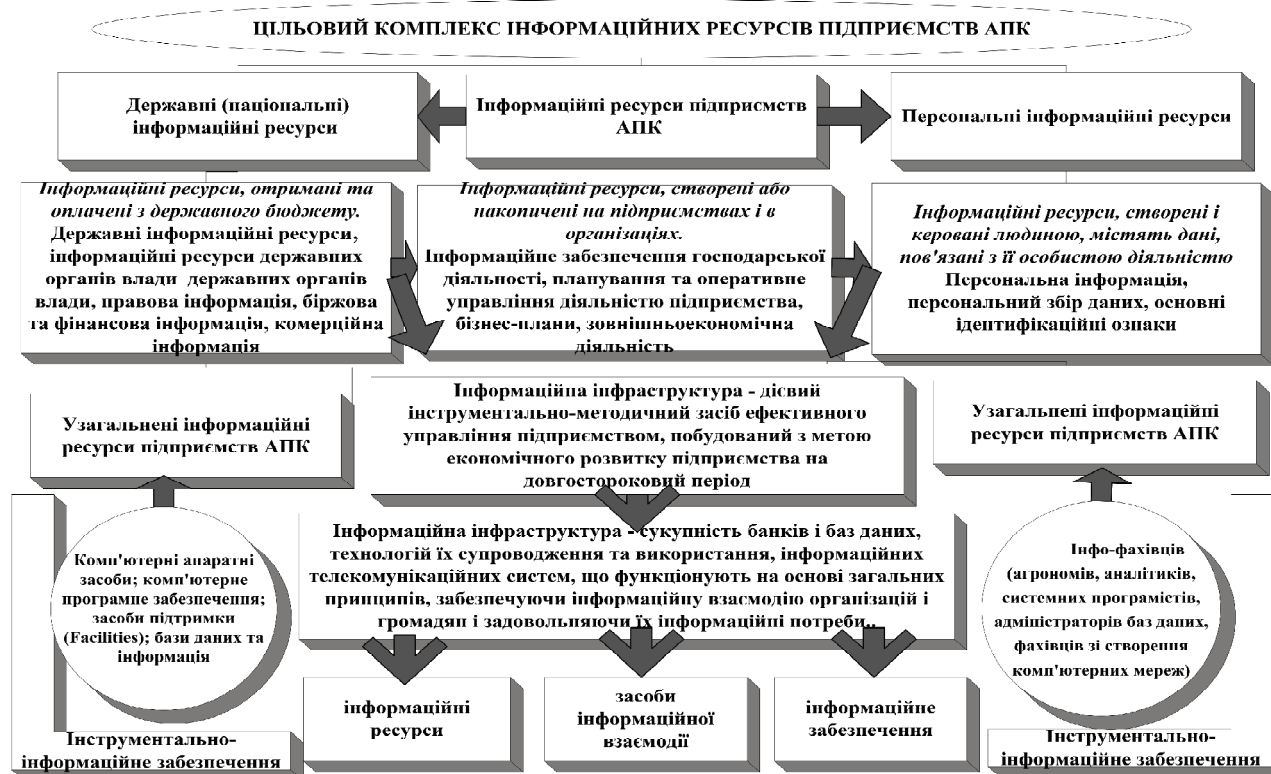 ЦІЛЬОВИЙ КОМПЛЕКС ІНФОРМАЦІЙНИХ РЕСУРСІВ ПІДПРИЄМСТВ АПК
Державні (національні)
інформаційні ресурси
Інформаційні ресурси підприємств
АПК
Персональні інформаційні ресурси
Інформаційні ресурси, отримані та
оплачені з державного бюджету.
Державні інформаційні ресурси,
інформаційні ресурси державних
органів влади державних органів
влади, правова інформація, біржова
та фінансова інформація, комерційна
інформація
Інформаційні ресурси, створені або
накопичені на підприємствах і в
організаціях.
Інформаційне забезпечення господарської
діяльності, планування та оперативне
управління діяльністю підприємства,
бізнес-плани, зовнішньоекономічна
діяльність
Інформаційні ресурси, створені і
керовані людиною, містять дані,
пов'язані з її особистою діяльністю
Персональна інформація,
персональний збір даних, основні
ідентифікаційні ознаки
Узагальнені інформаційні
ресурси підприємств АПК
Інформаційна інфраструктура - дієвий
інструментально-методичний засіб ефективного
управління підприємством, побудований з метою
економічного розвитку підприємства на
довгостороковий період
Узагальнені інформаційні
ресурси підприємств АПК
Комп'ютерні апаратні
засоби; комп'ютерне
програмне забезпечення;
засоби підтримки
(Facilities); бази даних та
інформація
Інформаційна інфраструктура - сукупність банків і баз даних,
технологій їх супроводження та використання, інформаційних
телекомунікаційних систем, що функціонують на основі загальних
принципів, забезпечуючи інформаційну взаємодію організацій і
громадян і задовольняючи їх інформаційні потреби..
Інфо-фахівців
(агрономів, аналітиків,
системних програмістів,
адміністраторів баз даних,
фахівців зі створення
комп'ютерних мереж)
інформаційні
ресурси
засоби
інформаційної
взаємодії
інформаційне
забезпечення
Інструментально-
інформаційне забезпечення
Інструментально-
інформаційне забезпечення